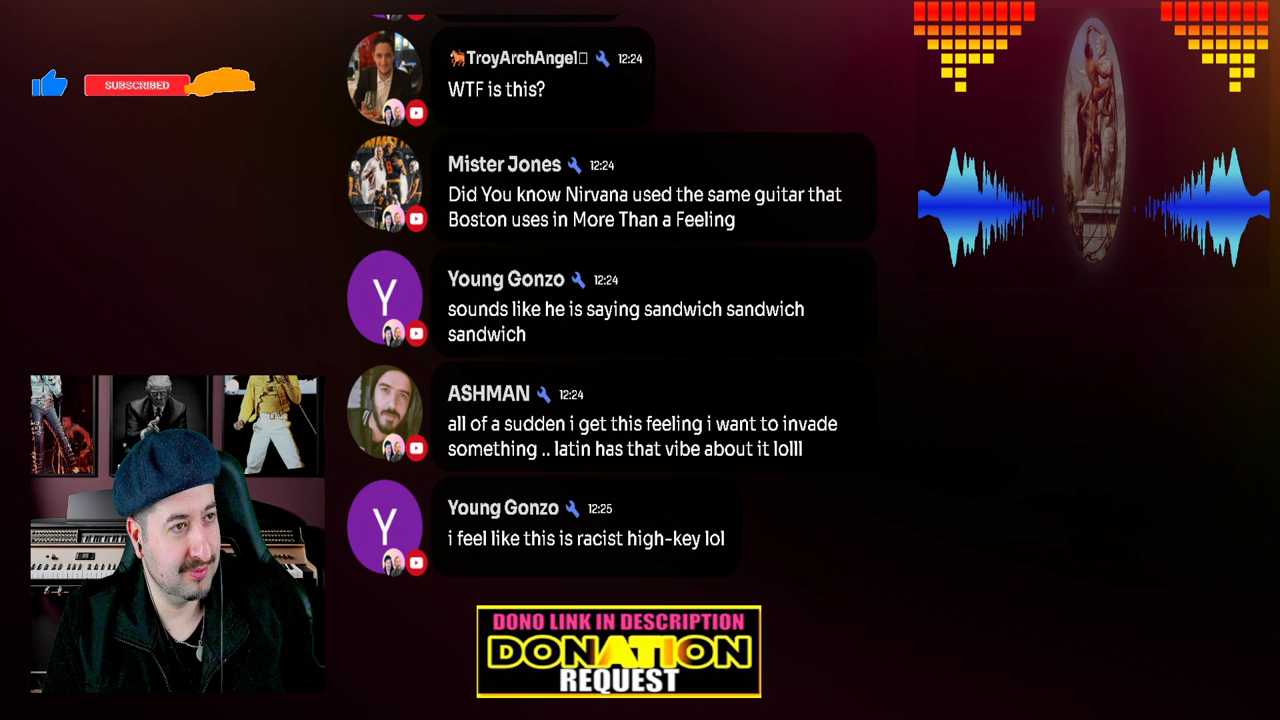 SUBSCRIBED
TroyArchAngel 12:24
WTF is this?
Mister Jones 12:24
Did You know Nirvana used the same guitar that
Boston uses in More Than a Feeling
Y
Young Gonzo 12:24
sounds like he is saying sandwich sandwich
sandwich
ASHMAN 12:24
all of a sudden i get this feeling i want to invade
something .. latin has that vibe about it lolll
Y
Young Gonzo 12:25
i feel like this is racist high-key lol
DONO LINK IN DESCRIPTION
DONATION
REQUEST